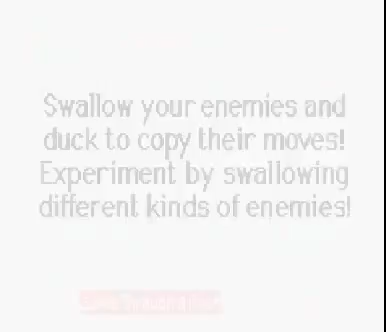 Swallow your enemies and
duck to copy their moves!
Experiment by swallowing
different kinds of enemies!